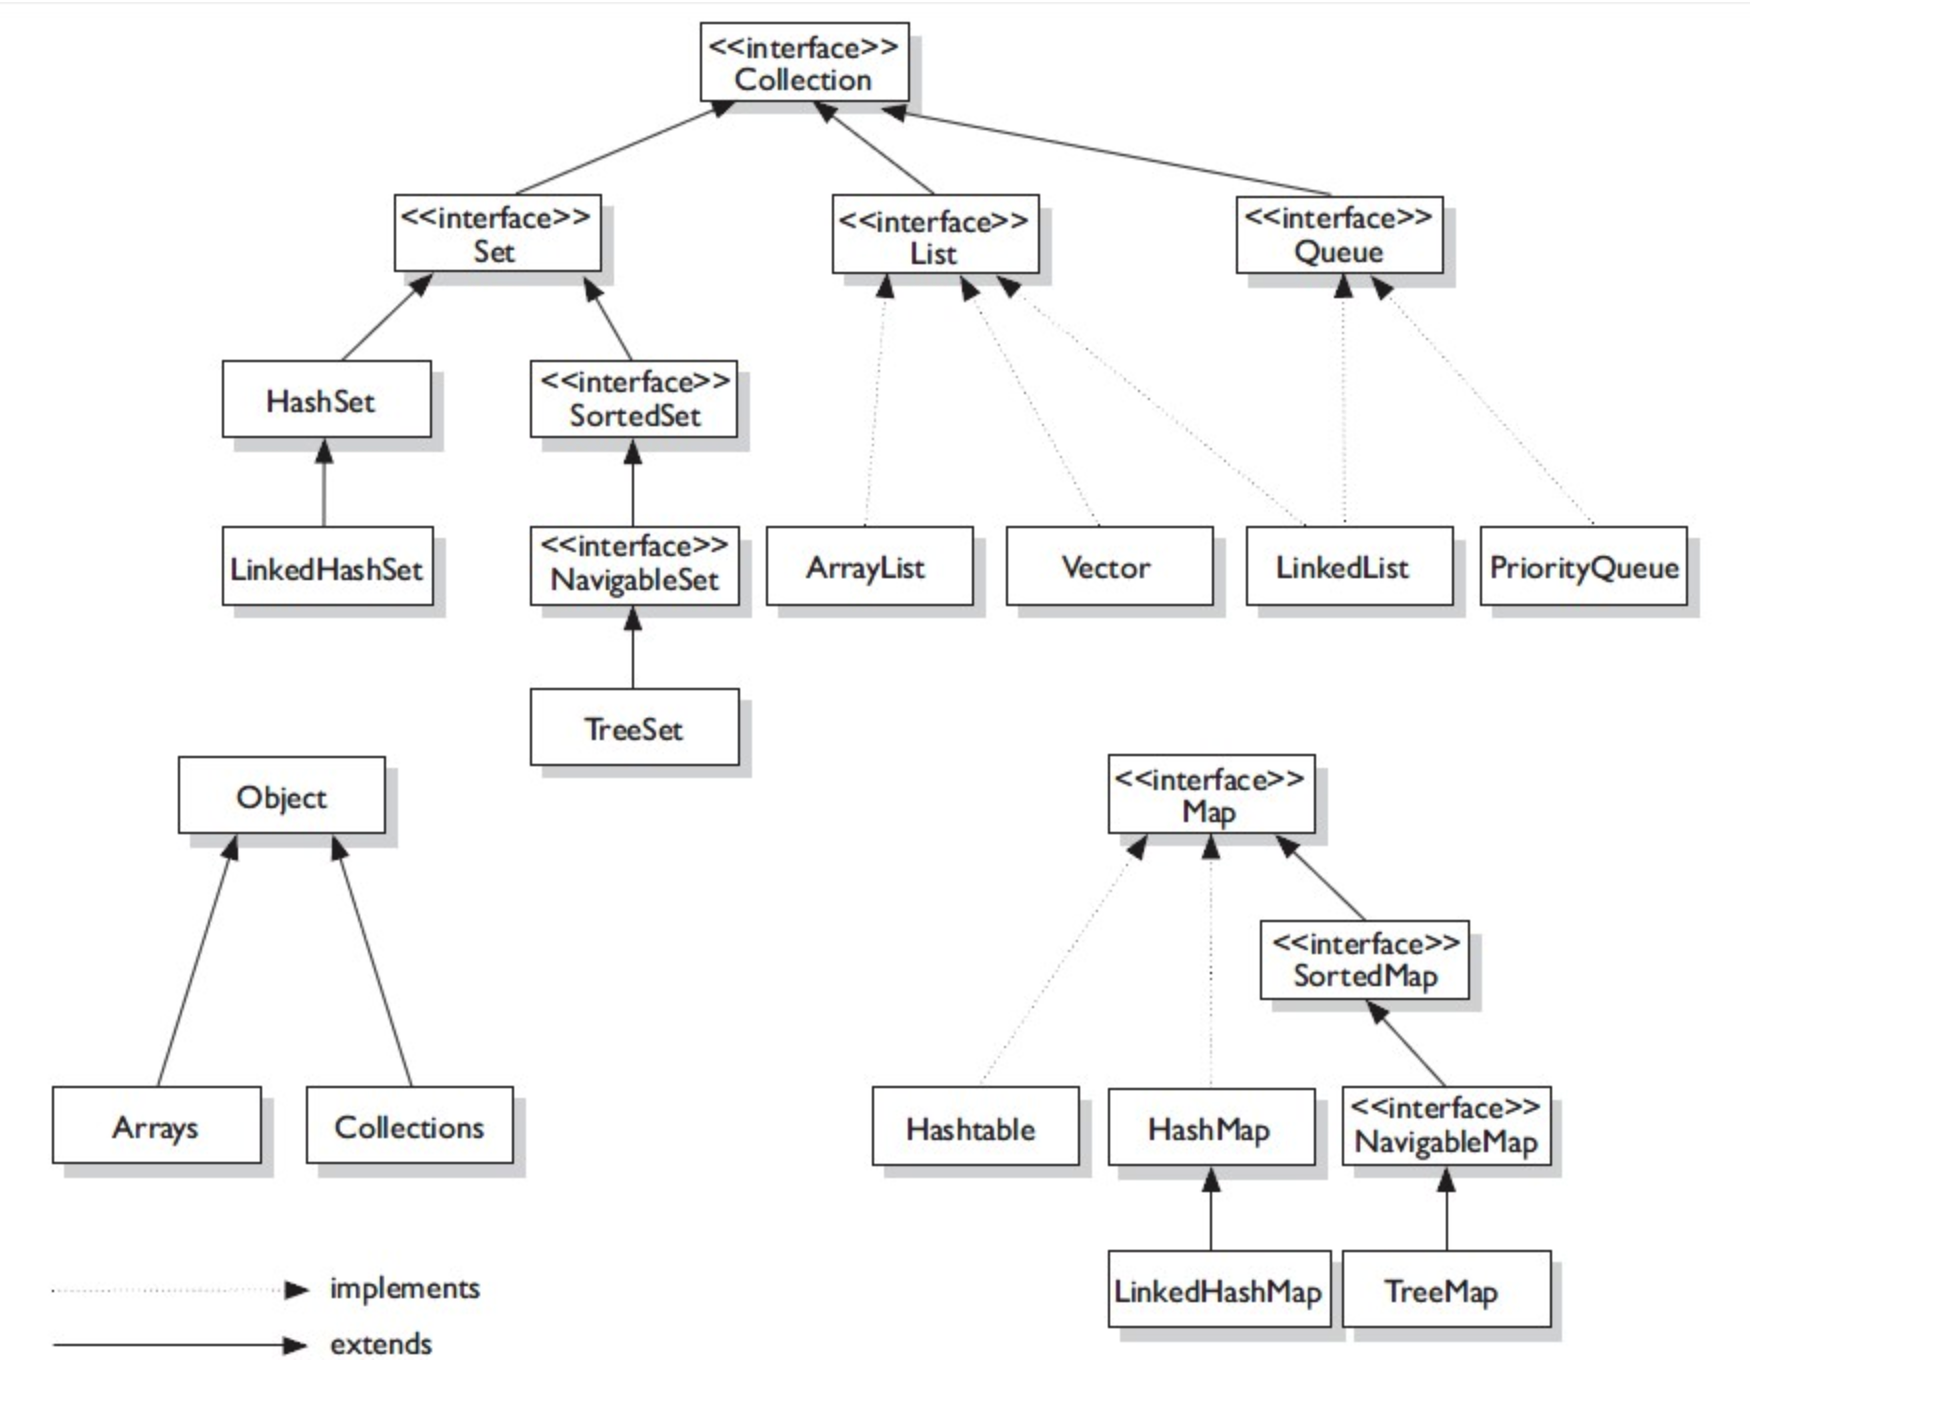 <<interface>>
Collection
<<interface>>
Set
<<interface>>
List
<<interface>>
Queue
HashSet
<<interface>>
SortedSet
LinkedHashSet
<<interface>>
NavigableSet
ArrayList
Vector
LinkedList
PriorityQueue
TreeSet
Object
<<interface>>
Map
<<interface>>
SortedMap
Arrays
Collections
Hashtable
HashMap
<<interface>>
NavigableMap
LinkedHashMap
TreeMap
implements
extends